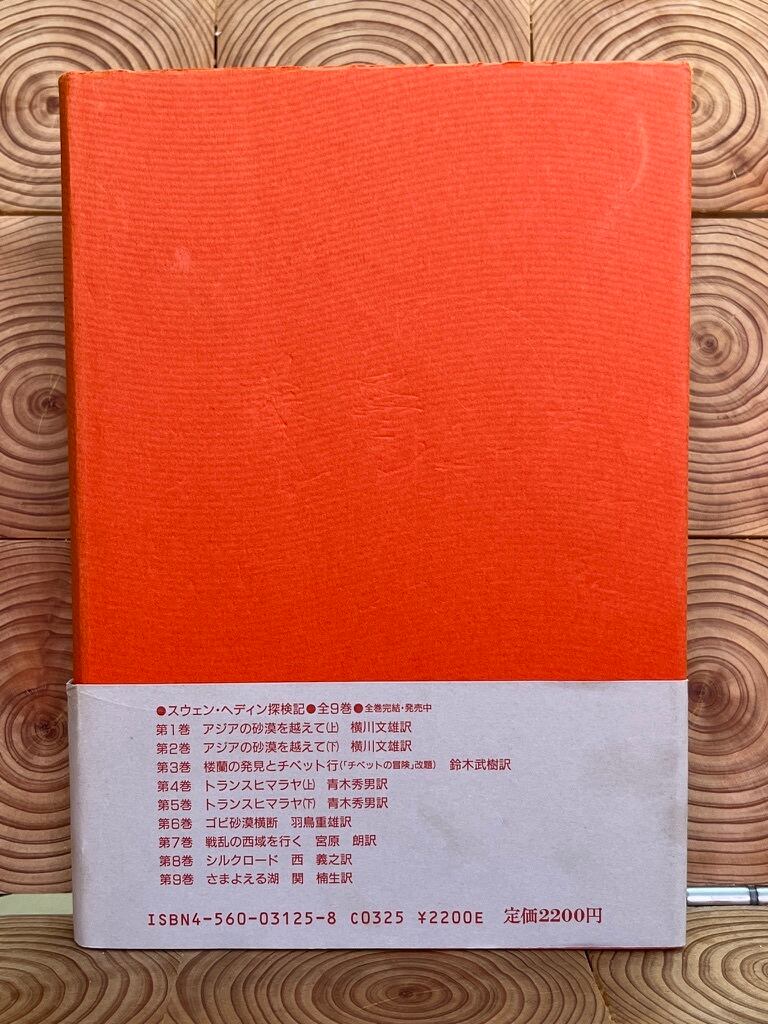 ●スウェン・ヘディン探検記●全9巻●全巻完結・発売中
第1巻 アジアの砂漠を越えて(上) 横川文雄訳
第2巻 アジアの砂漠を越えて(下) 横川文雄訳
第3巻 楼蘭の発見とチベット行(「チベットの冒険」改題) 鈴木武樹訳
第4巻 トランスヒマラヤ(上) 青木秀男訳
第5巻 トランスヒマラヤ(下) 青木秀男訳
第6巻 ゴビ砂漠横断 羽鳥重雄訳
第7巻 戦乱の西域を行く 宮原 朗訳
第8巻 シルクロード 西 義之訳
第9巻 さまよえる湖 関 楠生訳
ISBN4-560-03125-8 C0325 ¥2200E 定価2200円